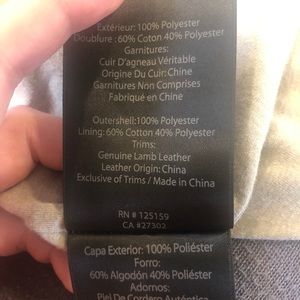 Extérieur: 100% Polyester
Doublure : 60% Coton 40% Polyester
Garnitures:
Cuir D'agneau Véritable
Origine Du Cuir: Chine
Garnitures Non Comprises
Fabriqué en Chine
Outershell:100% Polyester
Lining: 60% Cotton 40% Polyester
Trims:
Genuine Lamb Leather
Leather Origin: China
Exclusive of Trims / Made in China
RN # 125159
CA #27302
Capa Exterior: 100% Poliéster
Forro:
60% Algodón 40% Poliéster
Adornos:
Piel De Cordero Auténtica